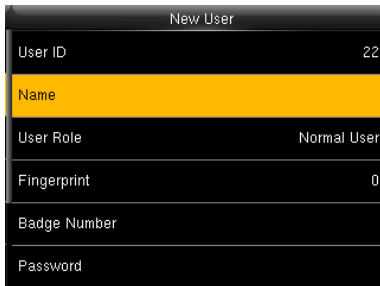 New User
User ID 22
Name
User Role Normal User
Fingerprint 0
Badge Number
Password